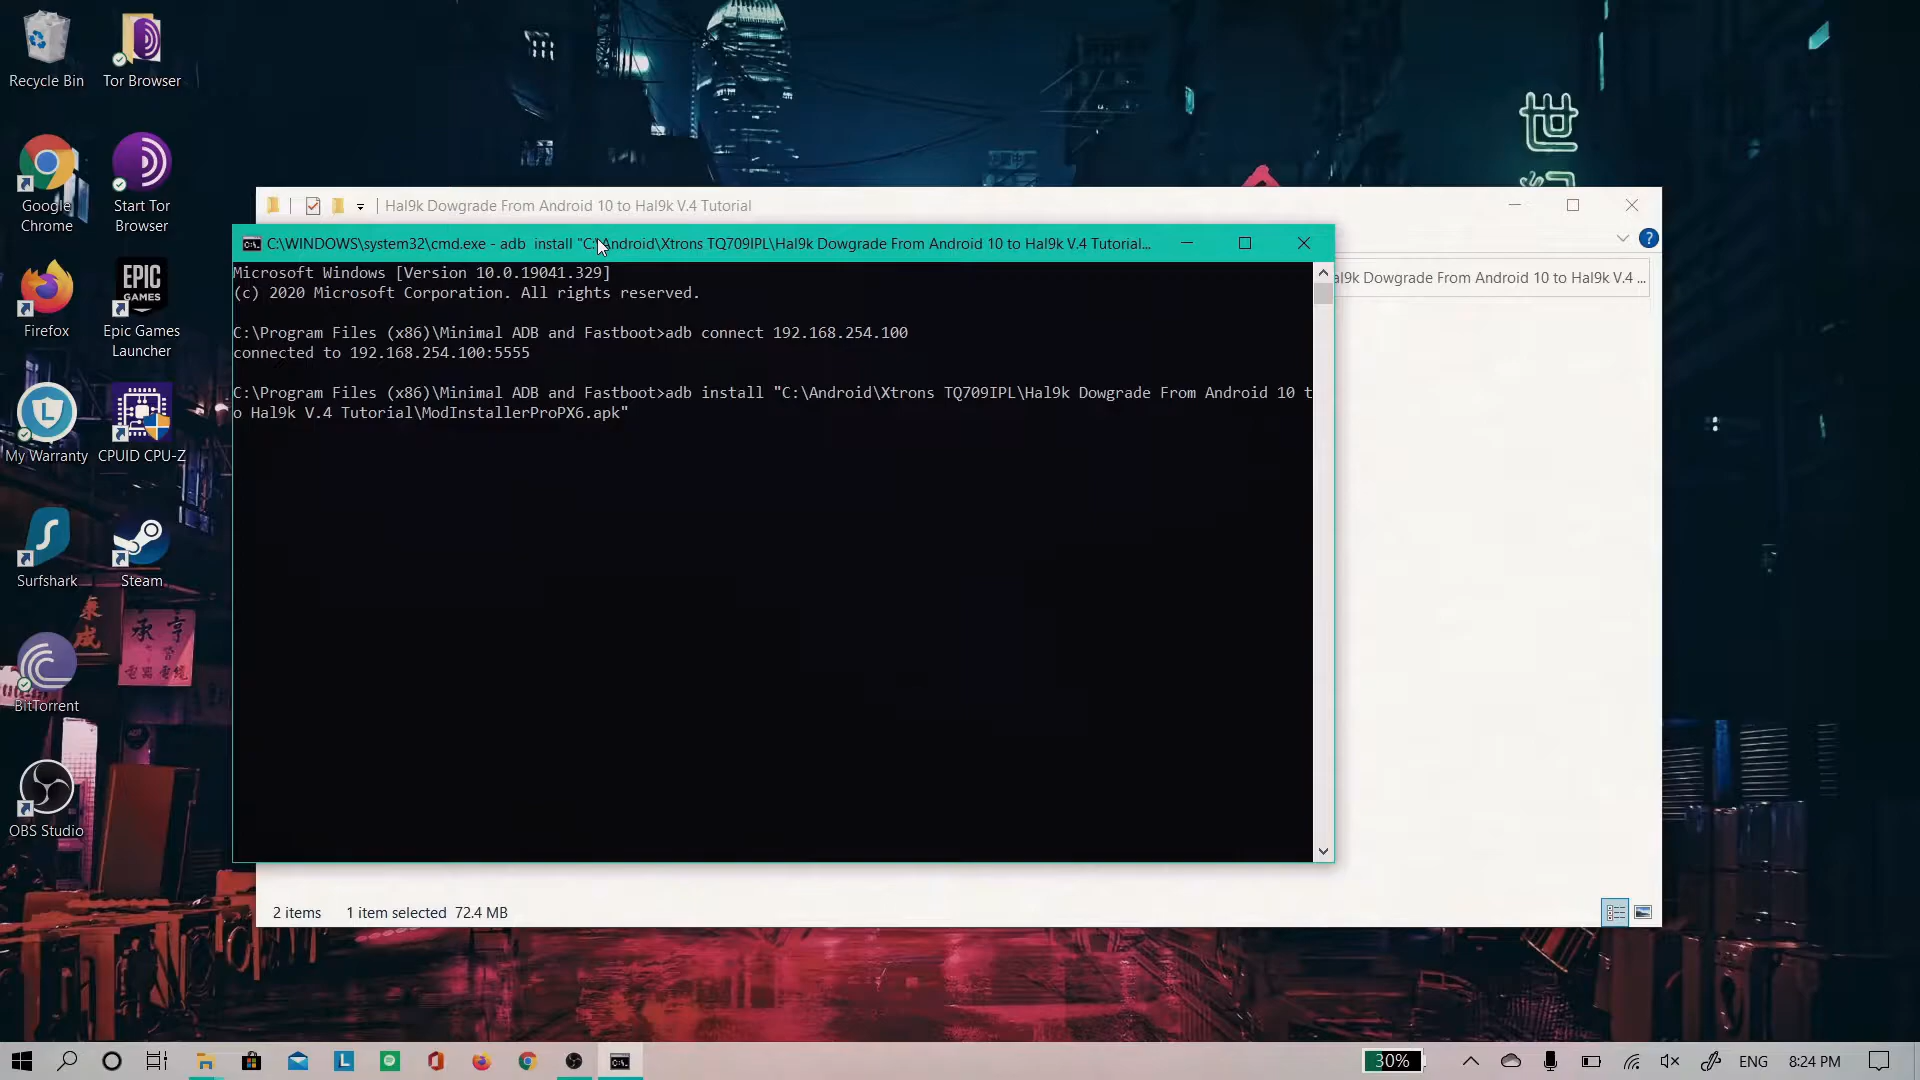 Recycle Bin
Tor Browser
Google Chrome
Start Tor Browser
Firefox
EPIC GAMES
Epic Games Launcher
My Warranty
CPUID CPU-Z
Surfshark
Steam
BitTorrent
OBS Studio
世
承
亨
Hal9k Dowgrade From Android 10 to Hal9k V.4 Tutorial
al9k Dowgrade From Android 10 to Hal9k V.4 ...
C:\WINDOWS\system32\cmd.exe - adb  install "C:\Android\Xtrons TQ709IPL\Hal9k Dowgrade From Android 10 to Hal9k V.4 Tutorial...
Microsoft Windows [Version 10.0.19041.329]
(c) 2020 Microsoft Corporation. All rights reserved.
C:\Program Files (x86)\Minimal ADB and Fastboot>adb connect 192.168.254.100
connected to 192.168.254.100:5555
C:\Program Files (x86)\Minimal ADB and Fastboot>adb install "C:\Android\Xtrons TQ709IPL\Hal9k Dowgrade From Android 10 t
o Hal9k V.4 Tutorial\ModInstallerProPX6.apk"
2 items 1 item selected 72.4 MB
30% ENG 8:24 PM